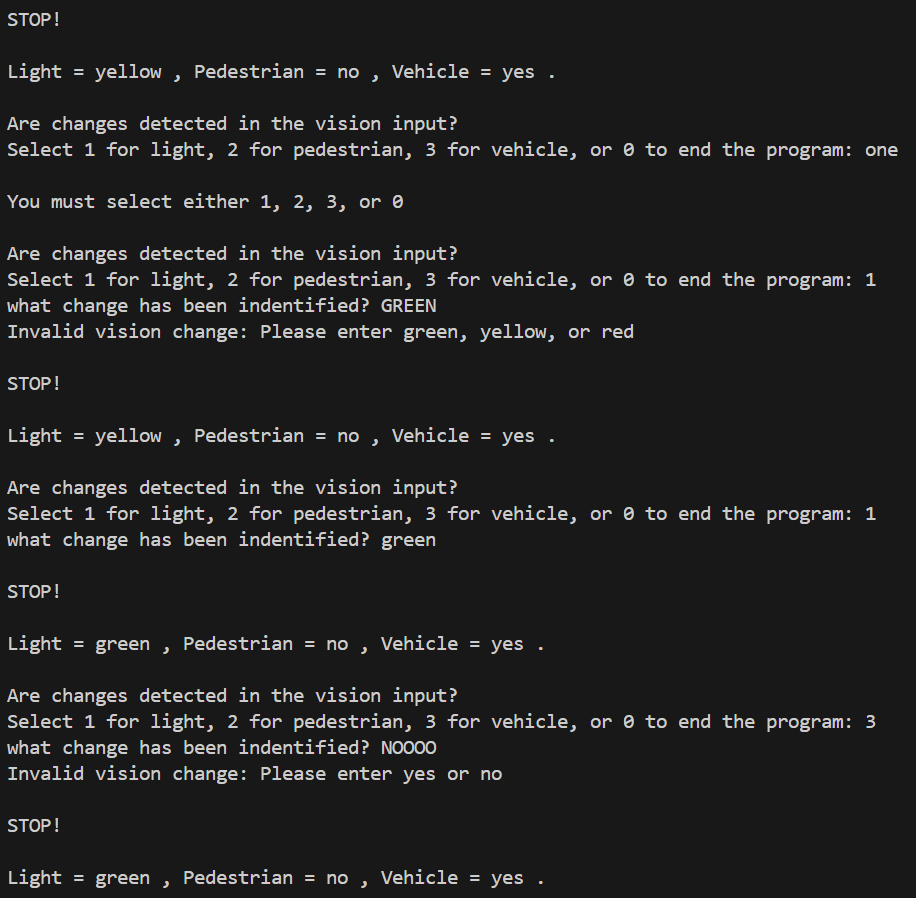 STOP!
Light = yellow , Pedestrian = no , Vehicle = yes .
Are changes detected in the vision input?
Select 1 for light, 2 for pedestrian, 3 for vehicle, or 0 to end the program: one
You must select either 1, 2, 3, or 0
Are changes detected in the vision input?
Select 1 for light, 2 for pedestrian, 3 for vehicle, or 0 to end the program: 1
what change has been indentified? GREEN
Invalid vision change: Please enter green, yellow, or red
STOP!
Light = yellow , Pedestrian = no , Vehicle = yes .
Are changes detected in the vision input?
Select 1 for light, 2 for pedestrian, 3 for vehicle, or 0 to end the program: 1
what change has been indentified? green
STOP!
Light = green , Pedestrian = no , Vehicle = yes .
Are changes detected in the vision input?
Select 1 for light, 2 for pedestrian, 3 for vehicle, or 0 to end the program: 3
what change has been indentified? NOOOO
Invalid vision change: Please enter yes or no
STOP!
Light = green , Pedestrian = no , Vehicle = yes .